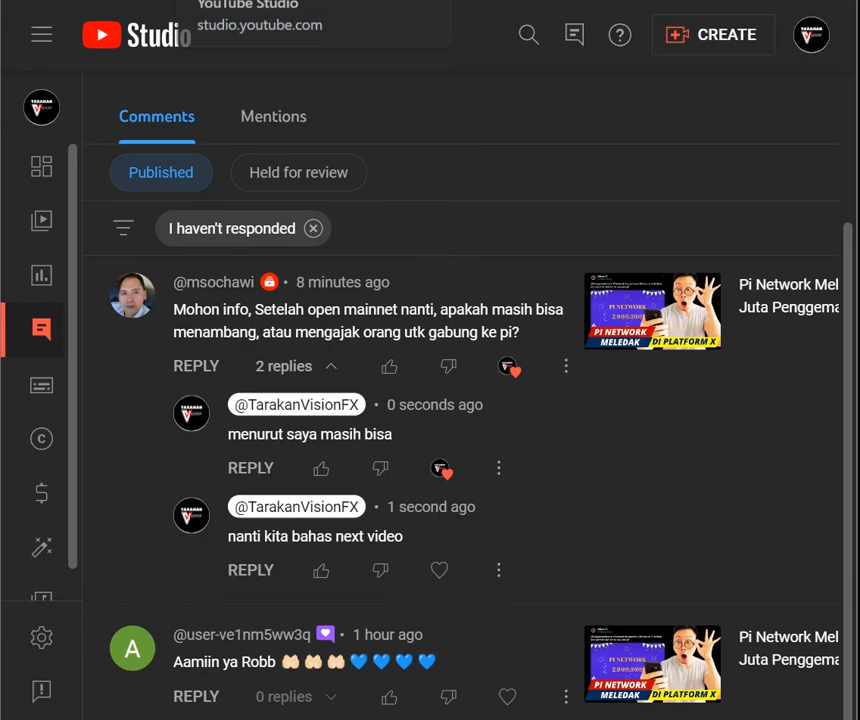 YouTube Studio
studio.youtube.com
Studio
CREATE
Comments
Mentions
Published
Held for review
I haven't responded
@msochawi • 8 minutes ago
Mohon info, Setelah open mainnet nanti, apakah masih bisa
menambang, atau mengajak orang utk gabung ke pi?
REPLY
2 replies
PI NETWORK
MELEDAK DI PLATFORM X
Pi Network Mel
Juta Penggema
@TarakanVisionFX • 0 seconds ago
menurut saya masih bisa
REPLY
@TarakanVisionFX • 1 second ago
nanti kita bahas next video
REPLY
@user-ve1nm5ww3q • 1 hour ago
Aamiin ya Robb 🤲🏻 🤲🏻 🤲🏻 💙 💙 💙 💙
REPLY
0 replies
PI NETWORK
MELEDAK DI PLATFORM X
Pi Network Mel
Juta Penggema
A